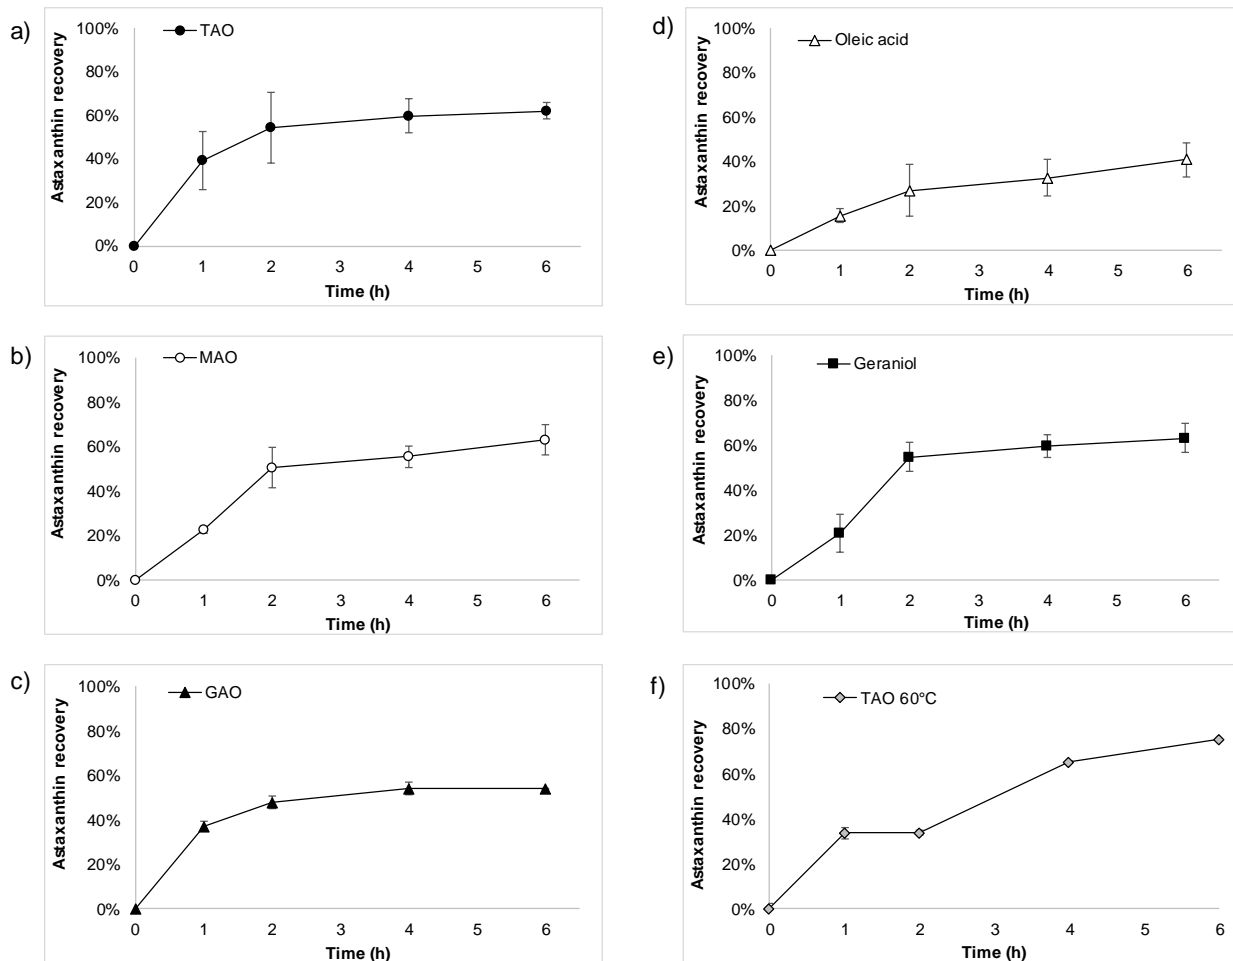 a)
TAO
Astaxanthin recovery
100%
80%
60%
40%
20%
0%
0 1 2 3 4 5 6
Time (h)
b)
MAO
Astaxanthin recovery
100%
80%
60%
40%
20%
0%
0 1 2 3 4 5 6
Time (h)
c)
GAO
Astaxanthin recovery
100%
80%
60%
40%
20%
0%
0 1 2 3 4 5 6
Time (h)
d)
Oleic acid
Astaxanthin recovery
100%
80%
60%
40%
20%
0%
0 1 2 3 4 5 6
Time (h)
e)
Geraniol
Astaxanthin recovery
100%
80%
60%
40%
20%
0%
0 1 2 3 4 5 6
Time (h)
f)
TAO 60ºC
Astaxanthin recovery
100%
80%
60%
40%
20%
0%
0 1 2 3 4 5 6
Time (h)